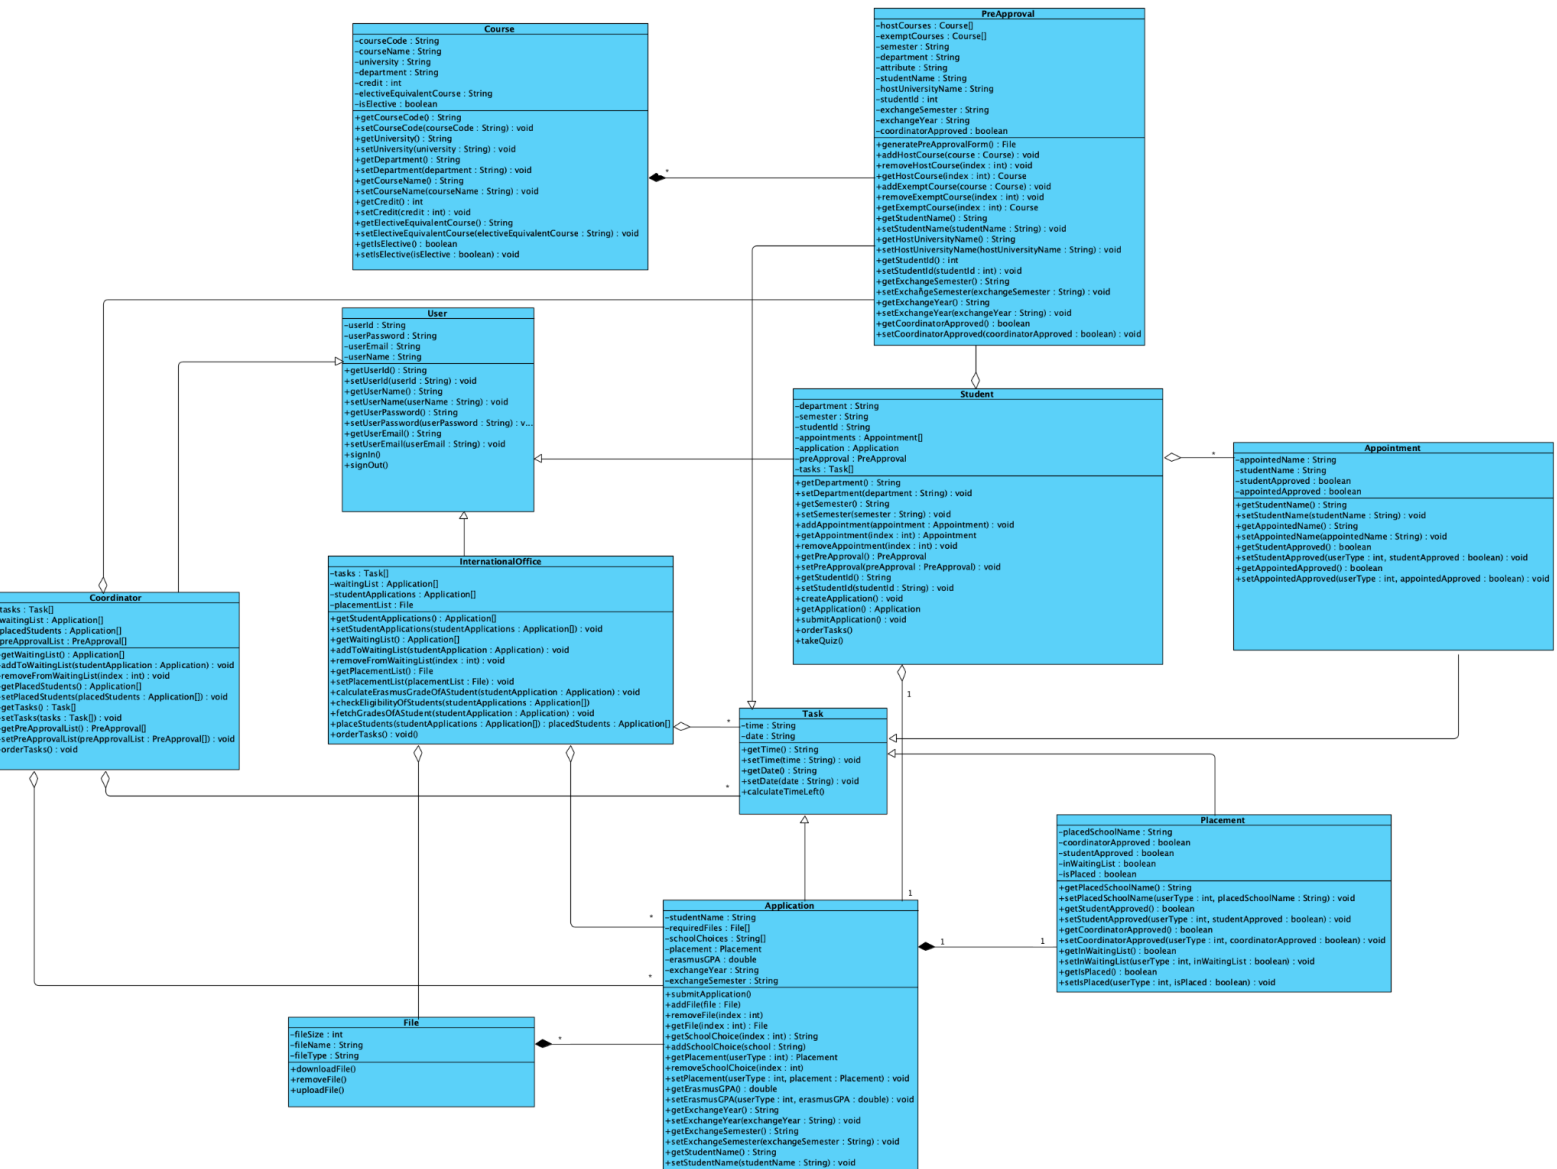 Course
-courseCode : String
-courseName : String
-university : String
-department : String
-credit : int
-electiveEquivalentCourse : String
-isElective : boolean
+getCourseCode() : String
+setCourseCode(courseCode : String) : void
+getUniversity() : String
+setUniversity(university : String) : void
+getDepartment() : String
+setDepartment(department : String) : void
+getCourseName() : String
+setCourseName(courseName : String) : void
+getCredit() : int
+setCredit(credit : int) : void
+getElectiveEquivalentCourse() : String
+setElectiveEquivalentCourse(electiveEquivalentCourse : String) : void
+getIsElective() : boolean
+setIsElective(isElective : boolean) : void
*
PreApproval
-hostCourses : Course[]
-exemptCourses : Course[]
-semester : String
-department : String
-attribute : String
-studentName : String
-hostUniversityName : String
-studentId : int
-exchangeSemester : String
-exchangeYear : String
-coordinatorApproved : boolean
+generatePreApprovalForm() : File
+addHostCourse(course : Course) : void
+removeHostCourse(index : int) : void
+getHostCourse(index : int) : Course
+addExemptCourse(course : Course) : void
+removeExemptCourse(index : int) : void
+getExemptCourse(index : int) : Course
+getStudentName() : String
+setStudentName(studentName : String) : void
+getHostUniversityName() : String
+setHostUniversityName(hostUniversityName : String) : void
+getStudentId() : int
+setStudentId(studentId : int) : void
+getExchangeSemester() : String
+setExchangeSemester(exchangeSemester : String) : void
+getExchangeYear() : String
+setExchangeYear(exchangeYear : String) : void
+getCoordinatorApproved() : boolean
+setCoordinatorApproved(coordinatorApproved : boolean) : void
User
-userId : String
-userPassword : String
-userEmail : String
-userName : String
+getUserId() : String
+setUserId(userId : String) : void
+getUserName() : String
+setUserName(userName : String) : void
+getUserPassword() : String
+setUserPassword(userPassword : String) : v...
+getUserEmail() : String
+setUserEmail(userEmail : String) : void
+signIn()
+signOut()
Student
-department : String
-semester : String
-studentId : String
-appointments : Appointment[]
-application : Application
-preApproval : PreApproval
-tasks : Task[]
+getDepartment() : String
+setDepartment(department : String) : void
+getSemester() : String
+setSemester(semester : String) : void
+addAppointment(appointment : Appointment) : void
+getAppointment(index : int) : Appointment
+removeAppointment(index : int) : void
+getPreApproval() : PreApproval
+setPreApproval(preApproval : PreApproval) : void
+getStudentId() : String
+setStudentId(studentId : String) : void
+createApplication() : void
+getApplication() : Application
+submitApplication() : void
+orderTasks()
+takeQuiz()
*
Appointment
-appointedName : String
-studentName : String
-studentApproved : boolean
-appointedApproved : boolean
+getStudentName() : String
+setStudentName(studentName : String) : void
+getAppointedName() : String
+setAppointedName(appointedName : String) : void
+getStudentApproved() : boolean
+setStudentApproved(userType : int, studentApproved : boolean) : void
+getAppointedApproved() : boolean
+setAppointedApproved(userType : int, appointedApproved : boolean) : void
InternationalOffice
-tasks : Task[]
-waitingList : Application[]
-studentApplications : Application[]
-placementList : File
+getStudentApplications() : Application[]
+setStudentApplications(studentApplications : Application[]) : void
+getWaitingList() : Application[]
+addToWaitingList(studentApplication : Application) : void
+removeFromWaitingList(index : int) : void
+getPlacementList() : File
+setPlacementList(placementList : File) : void
+calculateErasmusGradeOfAStudent(studentApplication : Application) : void
+checkEligibilityOfStudents(studentApplications : Application[])
+fetchGradesOfAStudent(studentApplication : Application) : void
+placeStudents(studentApplications : Application[]) : placedStudents : Application[]
+orderTasks() : void()
Coordinator
tasks : Task[]
waitingList : Application[]
placedStudents : Application[]
preApprovalList : PreApproval[]
getWaitingList() : Application[]
addToWaitingList(studentApplication : Application) : void
removeFromWaitingList(index : int) : void
getPlacedStudents() : Application[]
setPlacedStudents(placedStudents : Application[]) : void
getTasks() : Task[]
setTasks(tasks : Task[]) : void
getPreApprovalList() : PreApproval[]
setPreApprovalList(preApprovalList : PreApproval[]) : void
orderTasks() : void
1
*
*
Task
-time : String
-date : String
+getTime() : String
+setTime(time : String) : void
+getDate() : String
+setDate(date : String) : void
+calculateTimeLeft()
Placement
-placedSchoolName : String
-coordinatorApproved : boolean
-studentApproved : boolean
-inWaitingList : boolean
-isPlaced : boolean
+getPlacedSchoolName() : String
+setPlacedSchoolName(userType : int, placedSchoolName : String) : void
+getStudentApproved() : boolean
+setStudentApproved(userType : int, studentApproved : boolean) : void
+getCoordinatorApproved() : boolean
+setCoordinatorApproved(userType : int, coordinatorApproved : boolean) : void
+getInWaitingList() : boolean
+setInWaitingList(userType : int, inWaitingList : boolean) : void
+getIsPlaced() : boolean
+setIsPlaced(userType : int, isPlaced : boolean) : void
1
*
*
1
1
Application
-studentName : String
-requiredFiles : File[]
-schoolChoices : String[]
-placement : Placement
-erasmusGPA : double
-exchangeYear : String
-exchangeSemester : String
+submitApplication()
+addFile(file : File)
+removeFile(index : int)
+getFile(index : int) : File
+getSchoolChoice(index : int) : String
+addSchoolChoice(school : String)
+getPlacement(userType : int) : Placement
+removeSchoolChoice(index : int)
+setPlacement(userType : int, placement : Placement) : void
+getErasmusGPA() : double
+setErasmusGPA(userType : int, erasmusGPA : double) : void
+getExchangeYear() : String
+setExchangeYear(exchangeYear : String) : void
+getExchangeSemester() : String
+setExchangeSemester(exchangeSemester : String) : void
+getStudentName() : String
+setStudentName(studentName : String) : void
File
-fileSize : int
-fileName : String
-fileType : String
+downloadFile()
+removeFile()
+uploadFile()
*